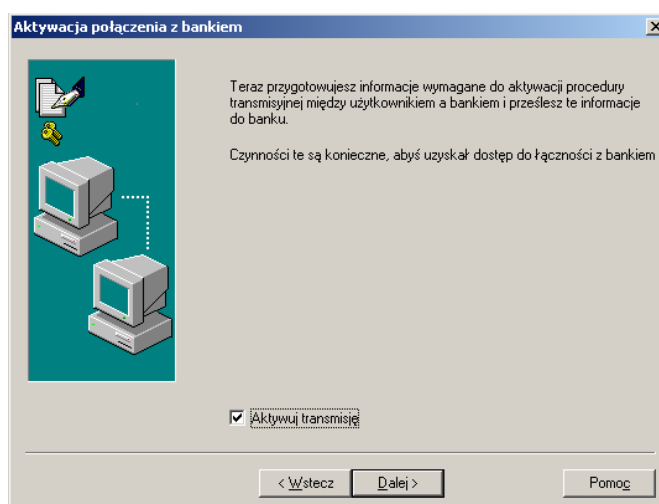 Aktywacja połączenia z bankiem
Teraz przygotowujesz informacje wymagane do aktywacji procedury
transmisyjnej między użytkownikiem a bankiem i prześlesz te informacje
do banku.
Czynności te są konieczne, abyś uzyskał dostęp do łączności z bankiem
Aktywuj transmisję
< Wstecz
Dalej >
Pomoc